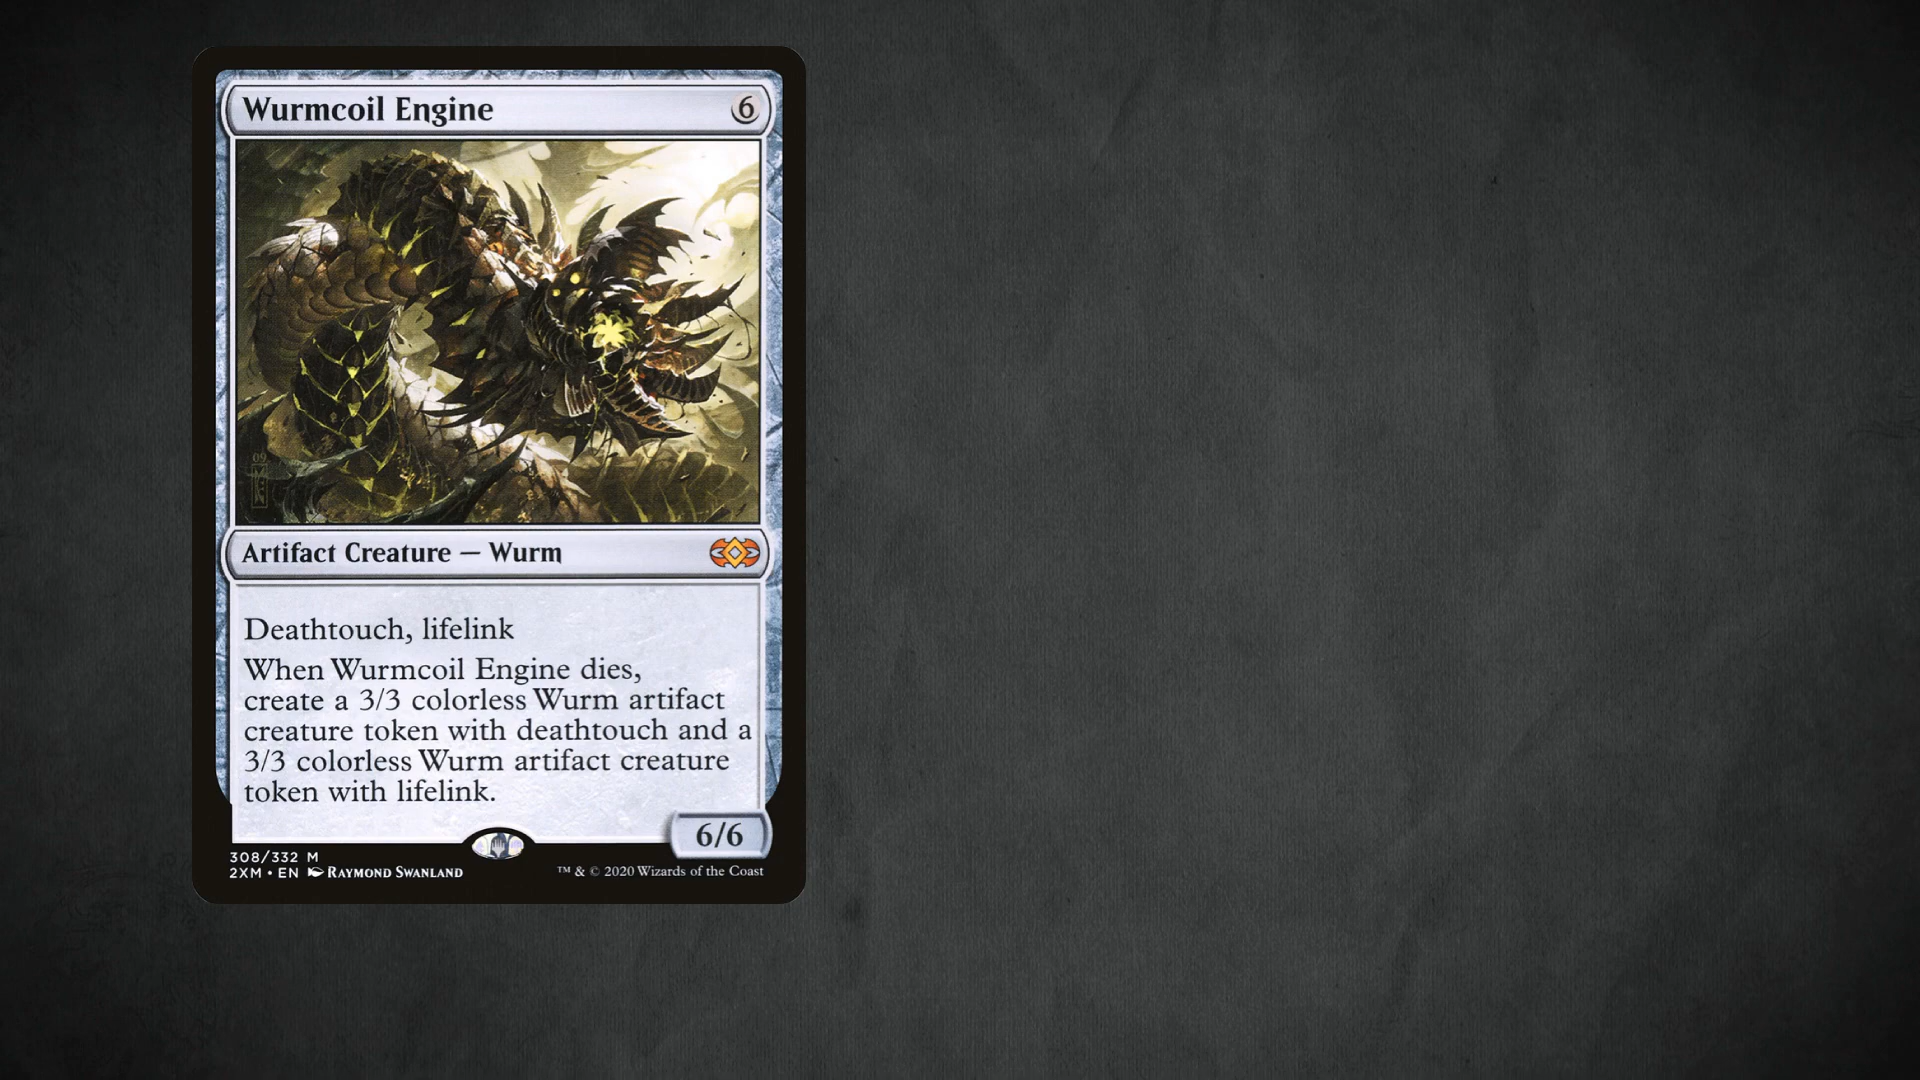 Wurmcoil Engine
6
09
Artifact Creature — Wurm
Deathtouch, lifelink
When Wurmcoil Engine dies,
create a 3/3 colorless Wurm artifact
creature token with deathtouch and a
3/3 colorless Wurm artifact creature
token with lifelink.
6/6
308/332 M
2XM • EN Raymond Swanland
™ & © 2020 Wizards of the Coast